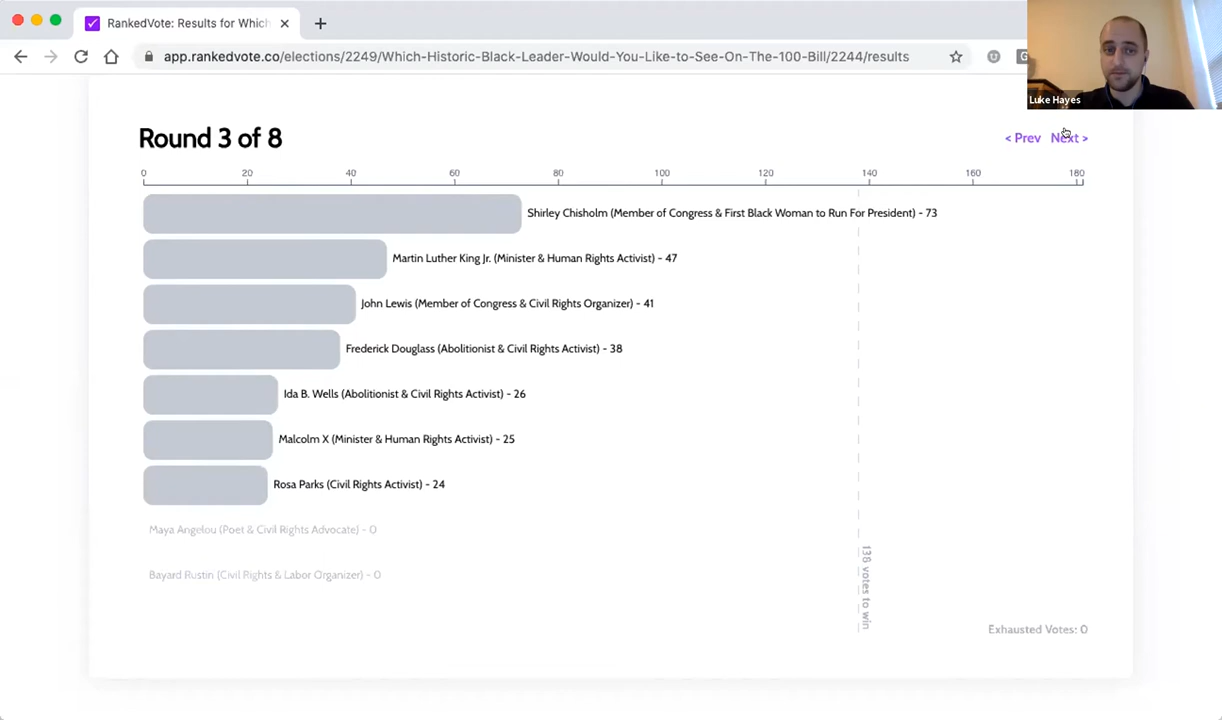 RankedVote: Results for Which
app.rankedvote.co/elections/2249/Which-Historic-Black-Leader-Would-You-Like-to-See-On-The-100-Bill/2244/results
U
G
Luke Hayes
Round 3 of 8
< Prev Next >
0 20 40 60 80 100 120 140 160 180
Shirley Chisholm (Member of Congress & First Black Woman to Run For President) - 73
Martin Luther King Jr. (Minister & Human Rights Activist) - 47
John Lewis (Member of Congress & Civil Rights Organizer) - 41
Frederick Douglass (Abolitionist & Civil Rights Activist) - 38
Ida B. Wells (Abolitionist & Civil Rights Activist) - 26
Malcolm X (Minister & Human Rights Activist) - 25
Rosa Parks (Civil Rights Activist) - 24
Maya Angelou (Poet & Civil Rights Advocate) - 0
Bayard Rustin (Civil Rights & Labor Organizer) - 0
138 votes to win
Exhausted Votes: 0